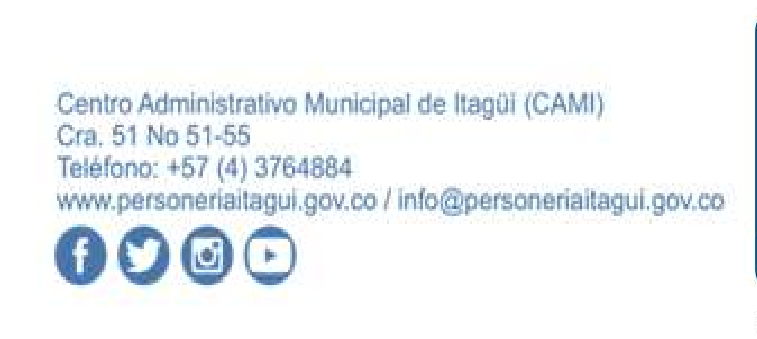 Centro Administrativo Municipal de Itagüí (CAMI)
Cra. 51 No 51-55
Teléfono: +57 (4) 3764884
www.personeriaitagui.gov.co / info@personeriaitagui.gov.co